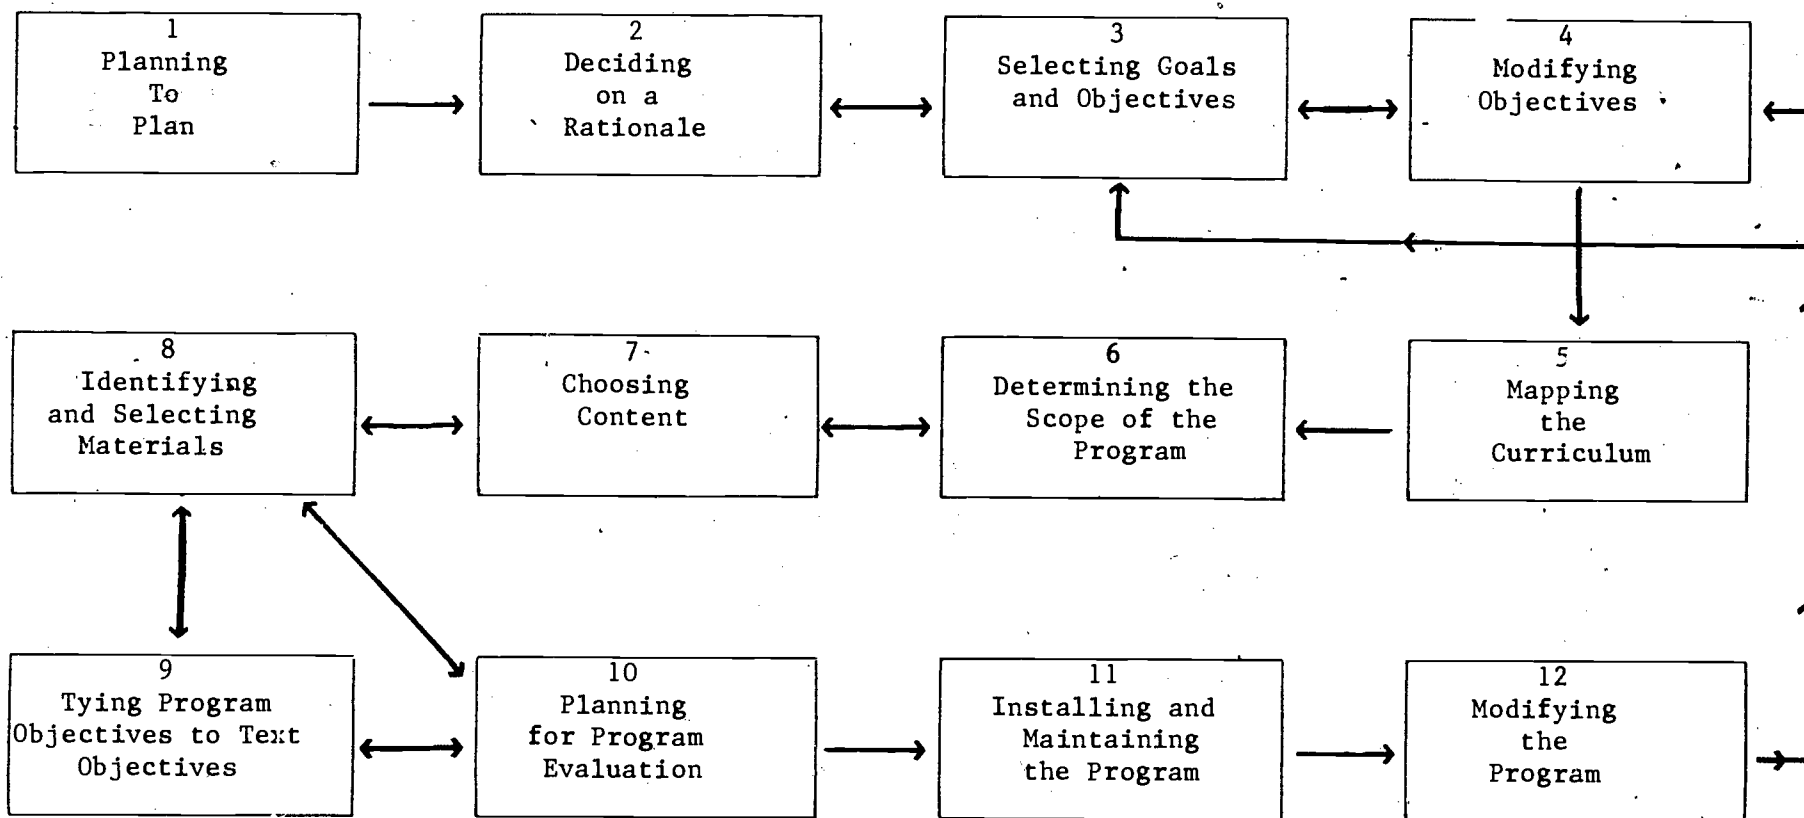 1
Planning
To
Plan
2
Deciding
on a
Rationale
3
Selecting Goals
and Objectives
4
Modifying
Objectives
8
Identifying
and Selecting
Materials
7
Choosing
Content
6
Determining the
Scope of the
Program
5
Mapping
the
Curriculum
9
Tying Program
Objectives to Text
Objectives
10
Planning
for Program
Evaluation
11
Installing and
Maintaining
the Program
12
Modifying
the
Program